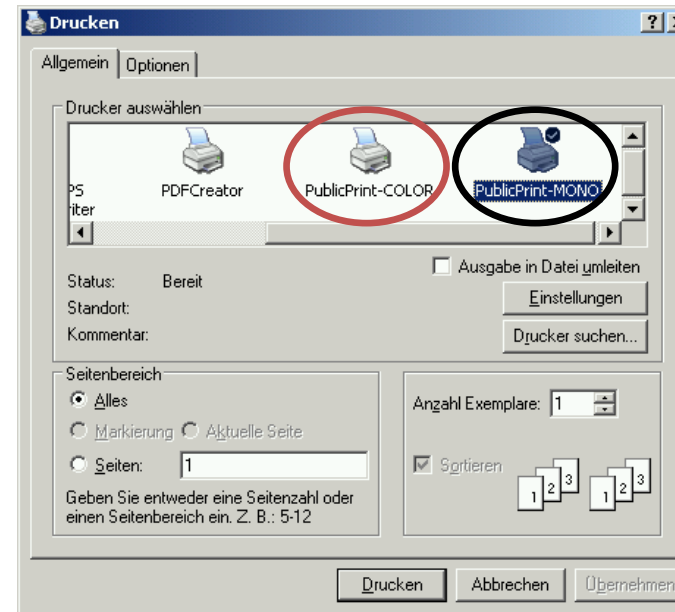 Drucken
Allgemein
Optionen
Drucker auswählen
PS
riter
PDFCreator
PublicPrint-COLOR
PublicPrint-MONO
Ausgabe in Datei umleiten
Status: Bereit
Einstellungen
Standort:
Kommentar:
Drucker suchen...
Seitenbereich
Alles
Anzahl Exemplare: 1
Markierung Aktuelle Seite
Seiten: 1
Sortieren
1 2 3 1 2 3
Geben Sie entweder eine Seitenzahl oder
einen Seitenbereich ein. Z. B.: 5-12
Drucken
Abbrechen
Übernehmen